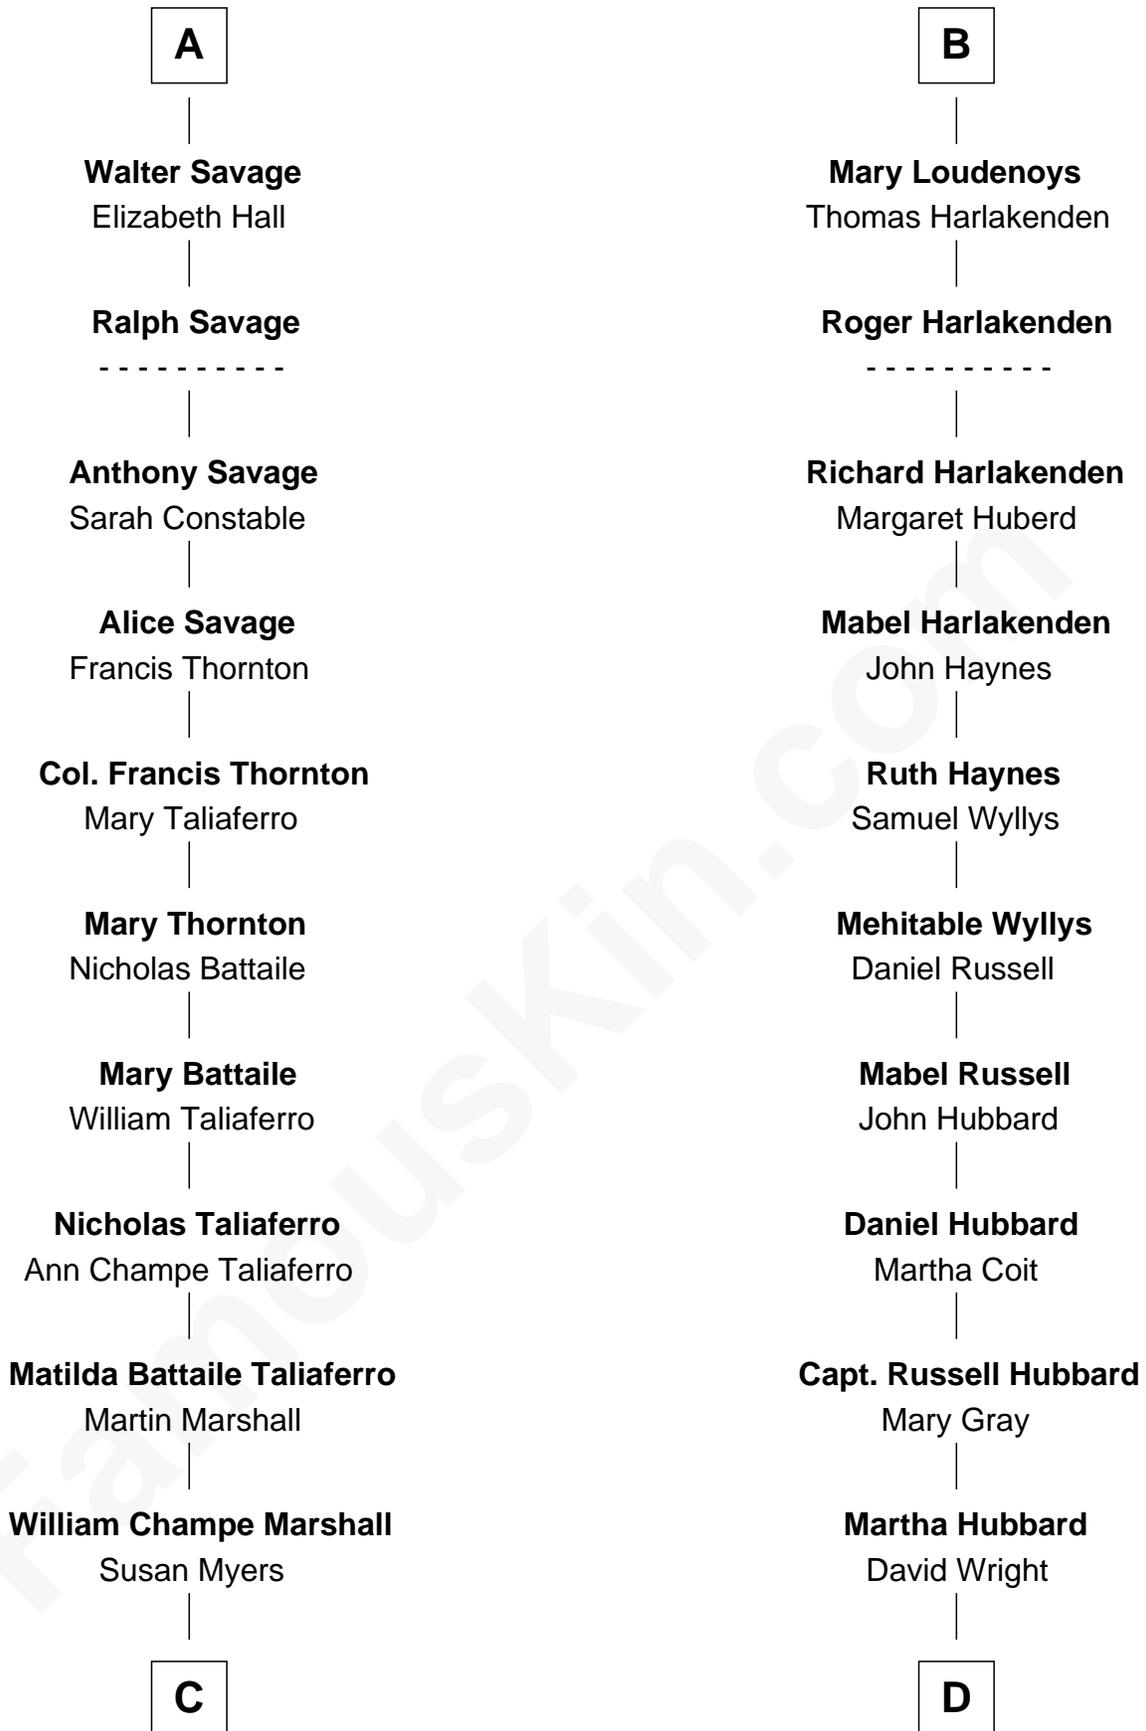 A
Walter Savage
Elizabeth Hall
Ralph Savage
- - - - - - - - - -
Anthony Savage
Sarah Constable
Alice Savage
Francis Thornton
Col. Francis Thornton
Mary Taliaferro
Mary Thornton
Nicholas Battaile
Mary Battaile
William Taliaferro
Nicholas Taliaferro
Ann Champe Taliaferro
Matilda Battaile Taliaferro
Martin Marshall
William Champe Marshall
Susan Myers
C
B
Mary Loudenoys
Thomas Harlakenden
Roger Harlakenden
- - - - - - - - - -
Richard Harlakenden
Margaret Huberd
Mabel Harlakenden
John Haynes
Ruth Haynes
Samuel Wyllys
Mehitable Wyllys
Daniel Russell
Mabel Russell
John Hubbard
Daniel Hubbard
Martha Coit
Capt. Russell Hubbard
Mary Gray
Martha Hubbard
David Wright
D
FamousKin.com